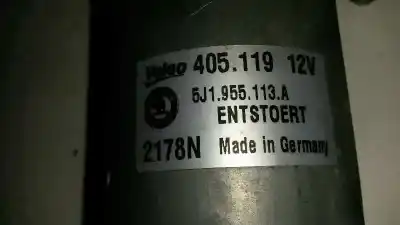 Valeo 405.119 12V
5J1.955.113.A
ENTSTOERT
2178N Made in Germany